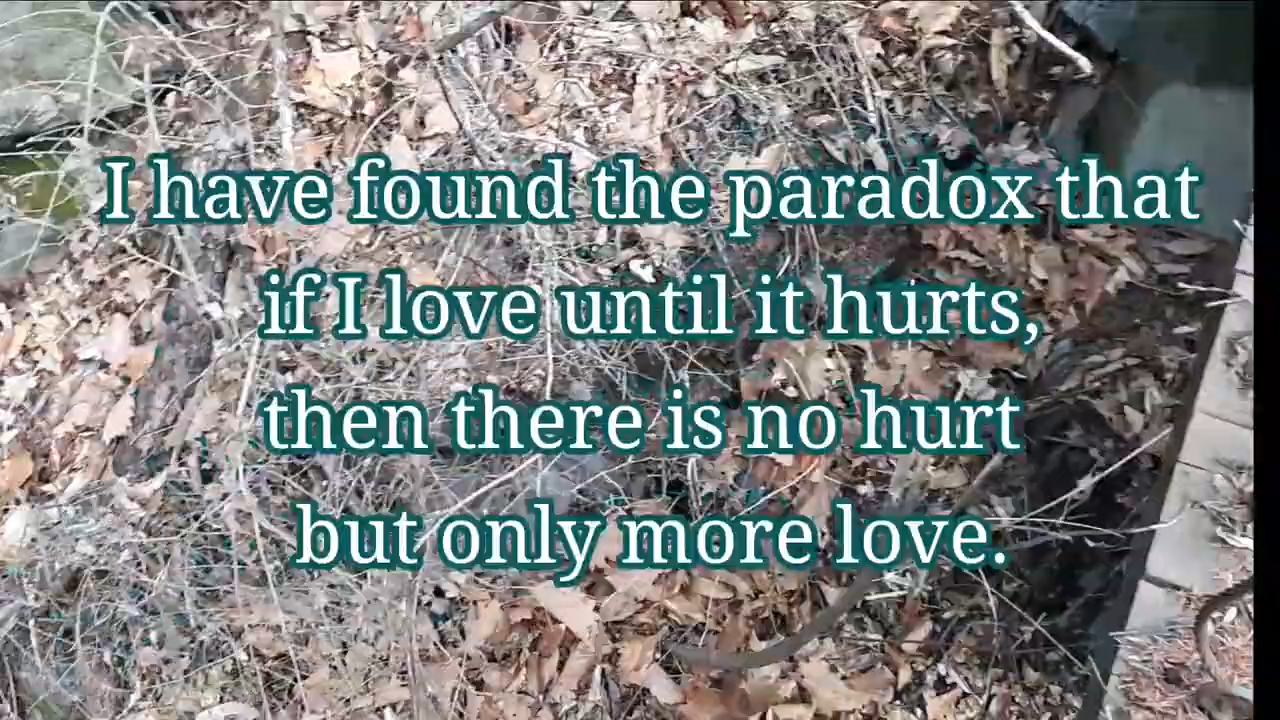 I have found the paradox that
if I love until it hurts,
then there is no hurt
but only more love.